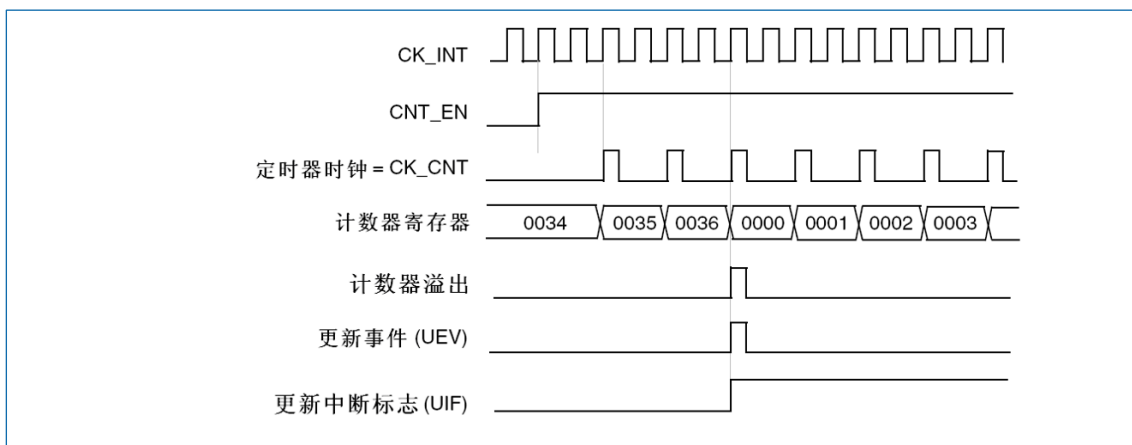 CK_INT
CNT_EN
定时器时钟 = CK_CNT
计数器寄存器 0034 0035 0036 0000 0001 0002 0003
计数器溢出
更新事件 (UEV)
更新中断标志 (UIF)